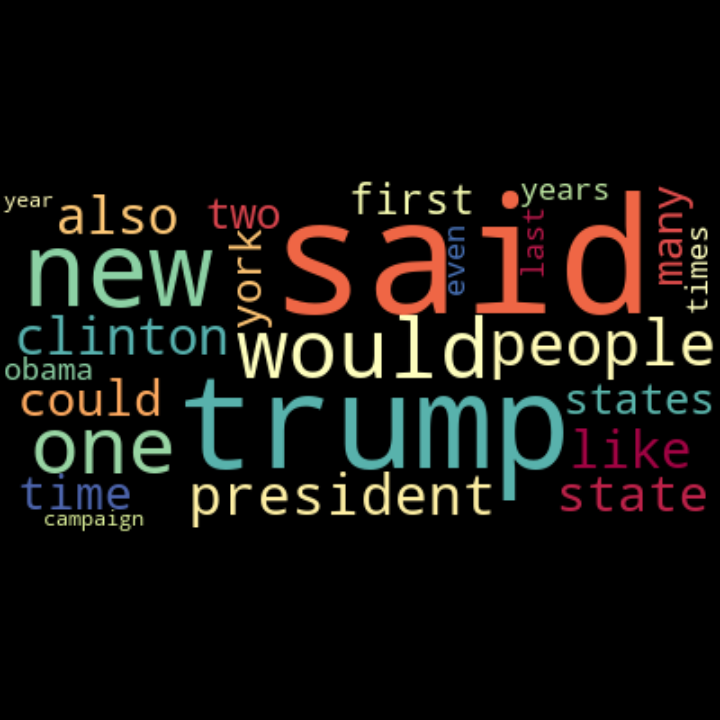 year
also
two
first
years
said
many
last
even
times
york
new
clinton
would
people
obama
could
trump
states
one
like
time
president
state
campaign